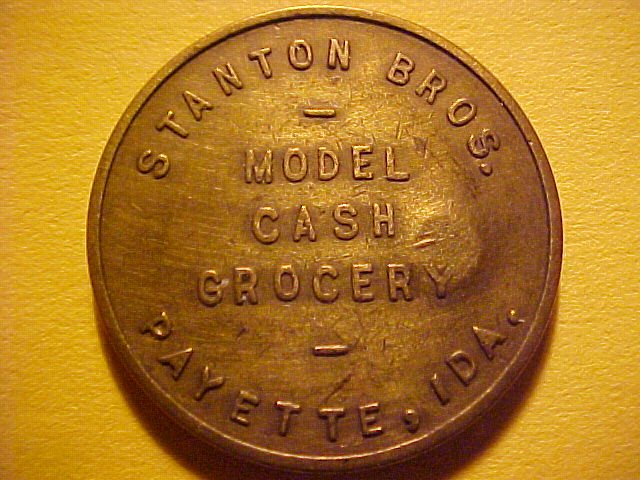 STANTON BROS.
MODEL
CASH
GROCERY
PAYETTE, IDA.